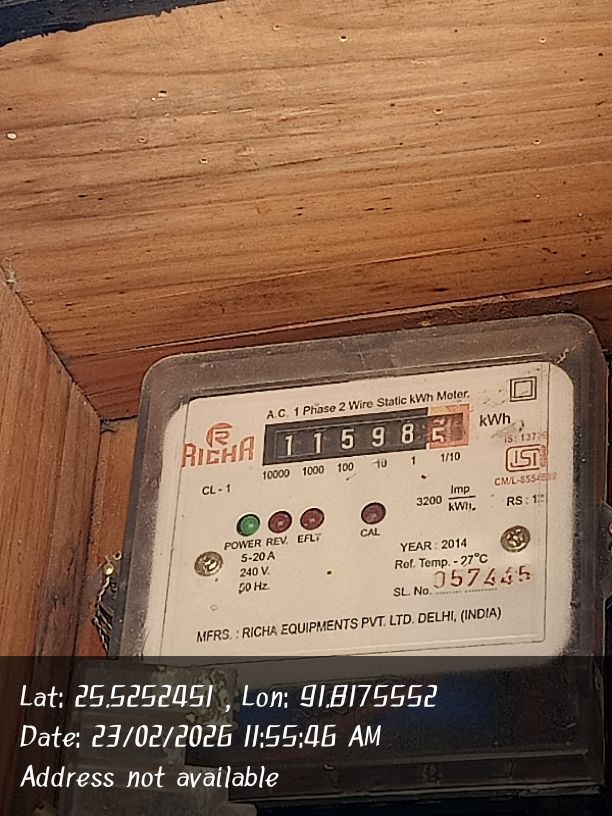 A.C. 1 Phase 2 Wire Static kWh Meter.
RICHA
11598 kWh
10000 1000 100 10 1 1/10
CL - 1
3200 Imp/kWh.
RS : 1
POWER REV. EFLT CAL
5-20 A
240 V.
50 Hz.
YEAR : 2014
Ref. Temp. - 27°C
SL. No. 057445
MFRS. : RICHA EQUIPMENTS PVT. LTD. DELHI, (INDIA)
Lat: 25.5252451 , Lon: 91.8175552
Date: 23/02/2026 11:55:46 AM
Address not available